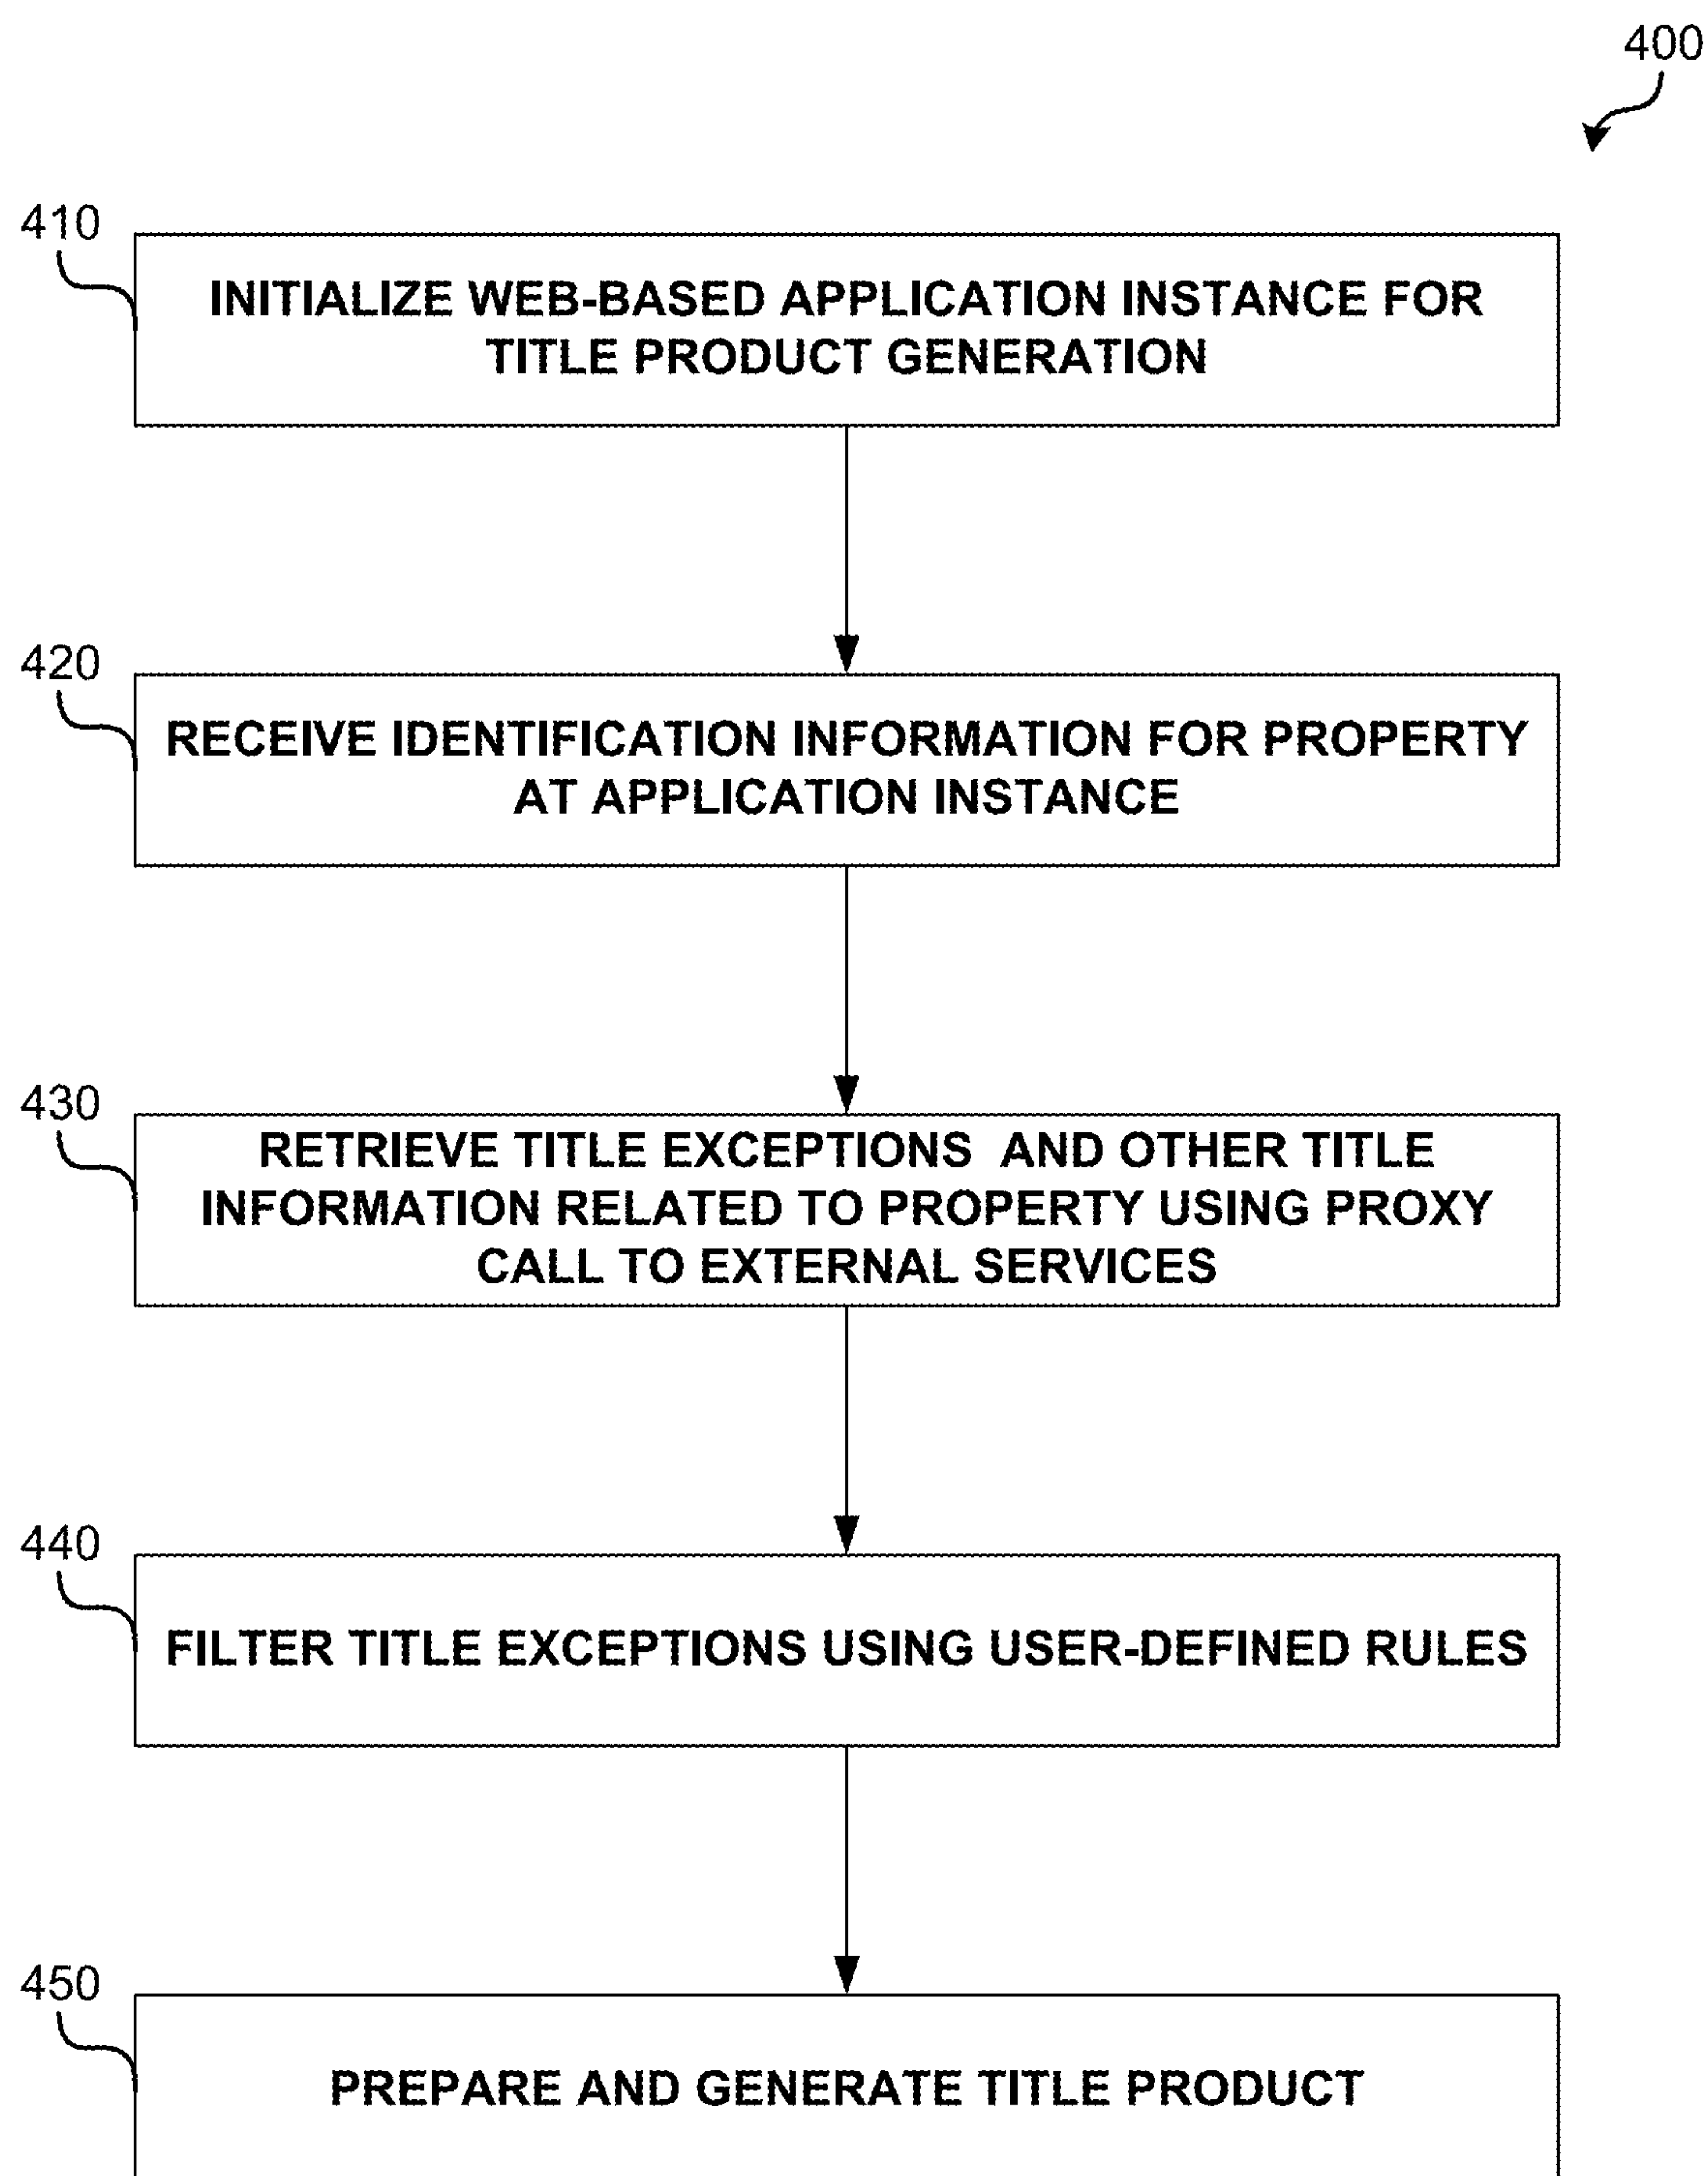 400
410
INITIALIZE WEB-BASED APPLICATION INSTANCE FOR
TITLE PRODUCT GENERATION
420
RECEIVE IDENTIFICATION INFORMATION FOR PROPERTY
AT APPLICATION INSTANCE
430
RETRIEVE TITLE EXCEPTIONS AND OTHER TITLE
INFORMATION RELATED TO PROPERTY USING PROXY
CALL TO EXTERNAL SERVICES
440
FILTER TITLE EXCEPTIONS USING USER-DEFINED RULES
450
PREPARE AND GENERATE TITLE PRODUCT